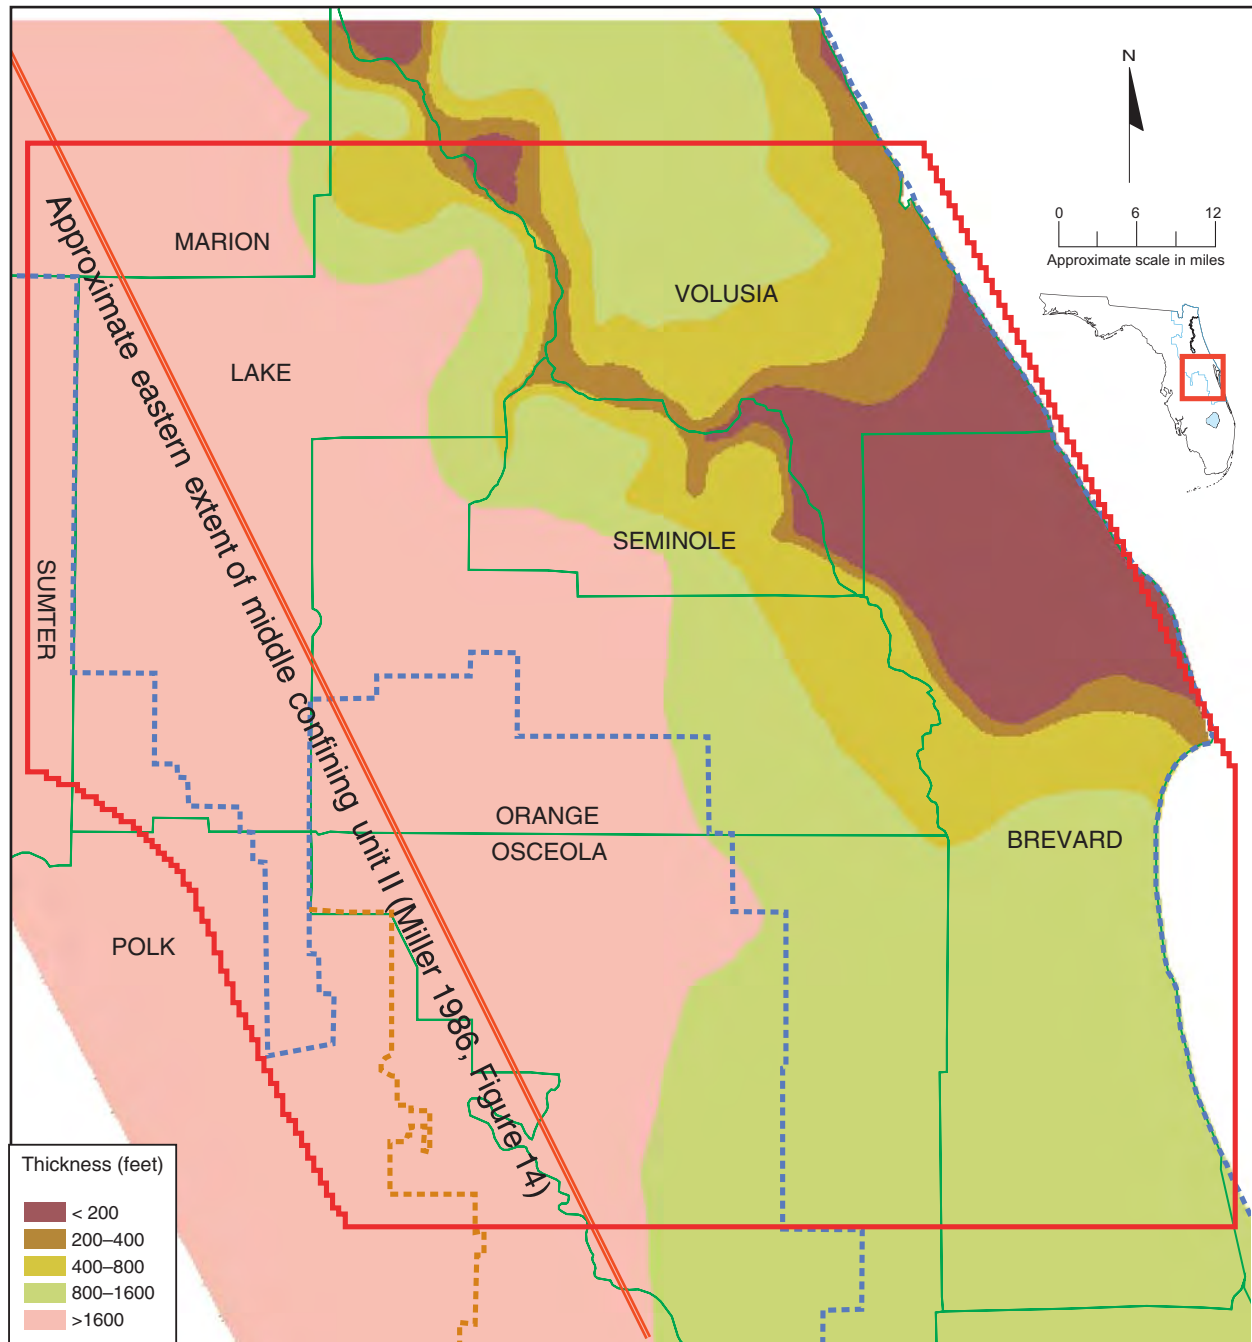 N
0 6 12
Approximate scale in miles
MARION
VOLUSIA
LAKE
SEMINOLE
SUMTER
Approximate eastern extent of middle confining unit II (Miller 1986, Figure 14)
ORANGE
OSCEOLA
BREVARD
POLK
Thickness (feet)
< 200
200–400
400–800
800–1600
>1600